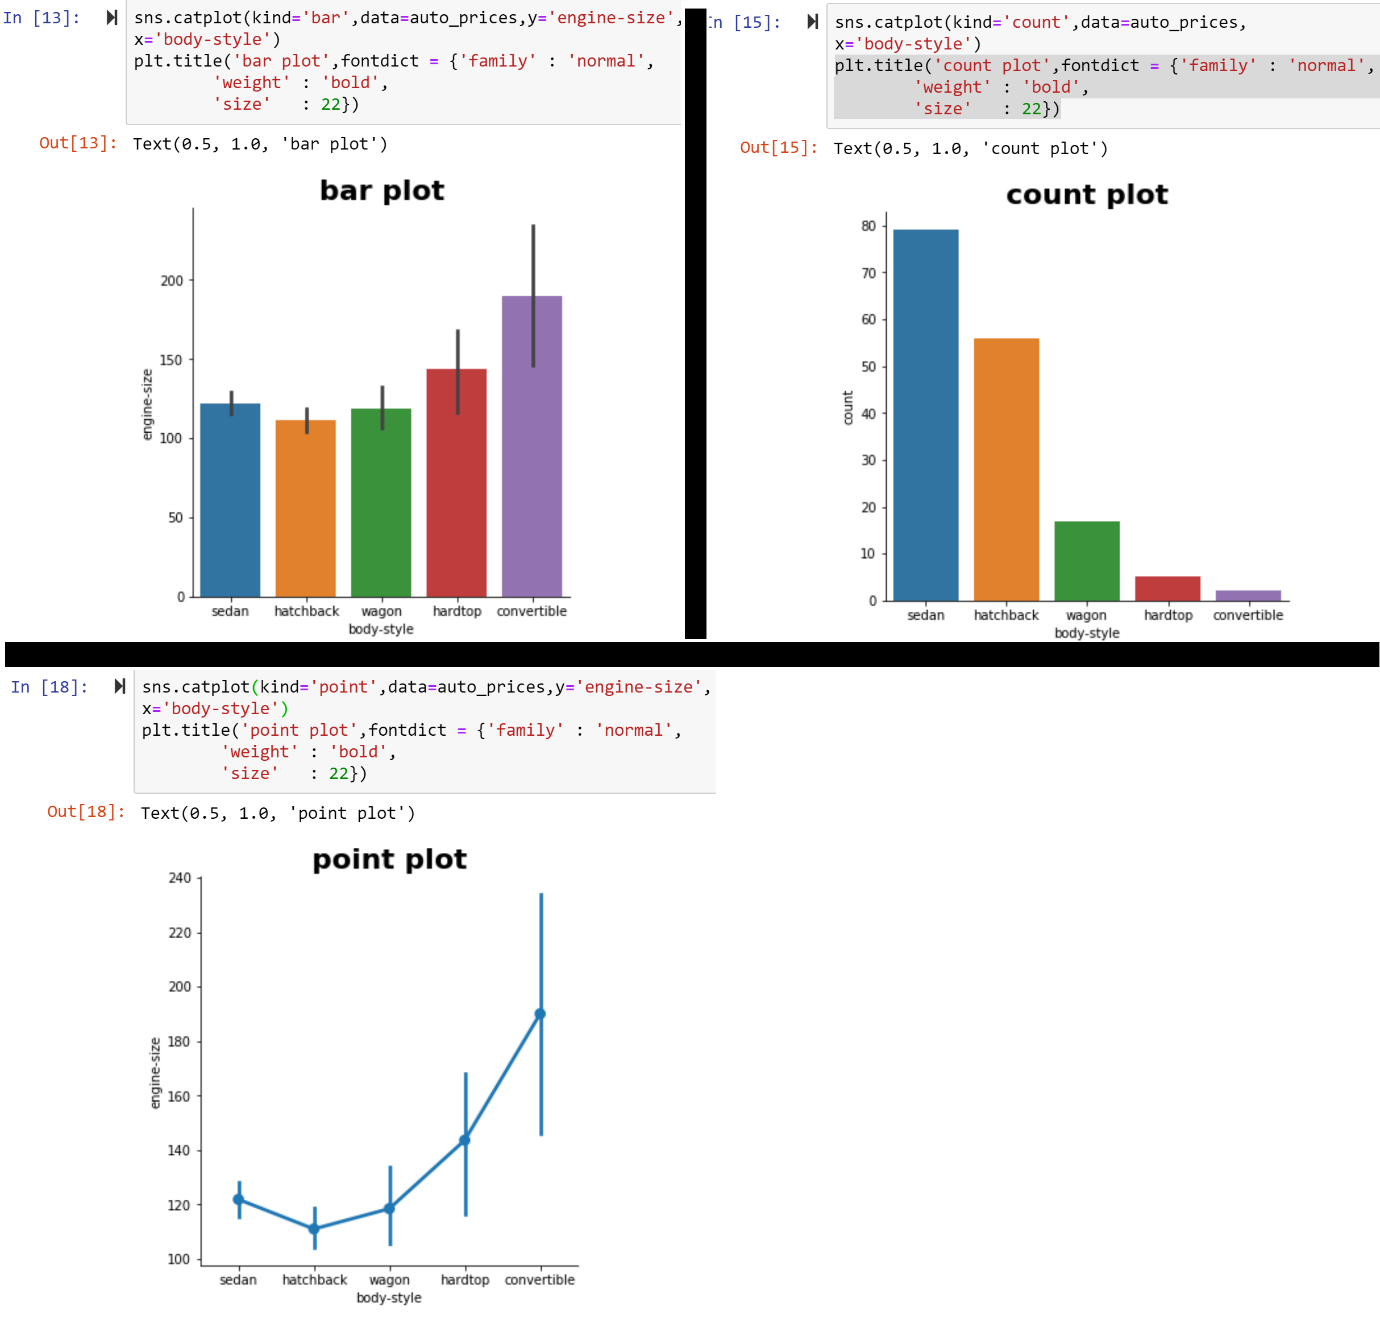 In [13]:
sns.catplot(kind='bar',data=auto_prices,y='engine-size',
x='body-style')
plt.title('bar plot',fontdict = {'family' : 'normal',
'weight' : 'bold',
'size'   : 22})
Out[13]: Text(0.5, 1.0, 'bar plot')
bar plot
200
150
100
50
0
engine-size
sedan hatchback wagon hardtop convertible
body-style
In [15]:
sns.catplot(kind='count',data=auto_prices,
x='body-style')
plt.title('count plot',fontdict = {'family' : 'normal',
'weight' : 'bold',
'size'   : 22})
Out[15]: Text(0.5, 1.0, 'count plot')
count plot
80
70
60
50
40
30
20
10
0
count
sedan hatchback wagon hardtop convertible
body-style
In [18]:
sns.catplot(kind='point',data=auto_prices,y='engine-size',
x='body-style')
plt.title('point plot',fontdict = {'family' : 'normal',
'weight' : 'bold',
'size'   : 22})
Out[18]: Text(0.5, 1.0, 'point plot')
point plot
240
220
200
180
160
140
120
100
engine-size
sedan hatchback wagon hardtop convertible
body-style